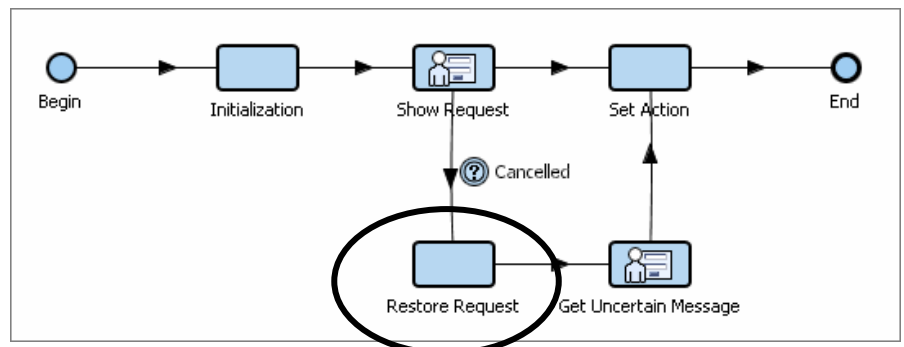 Begin
Initialization
Show Request
Set Action
End
? Cancelled
Restore Request
Get Uncertain Message